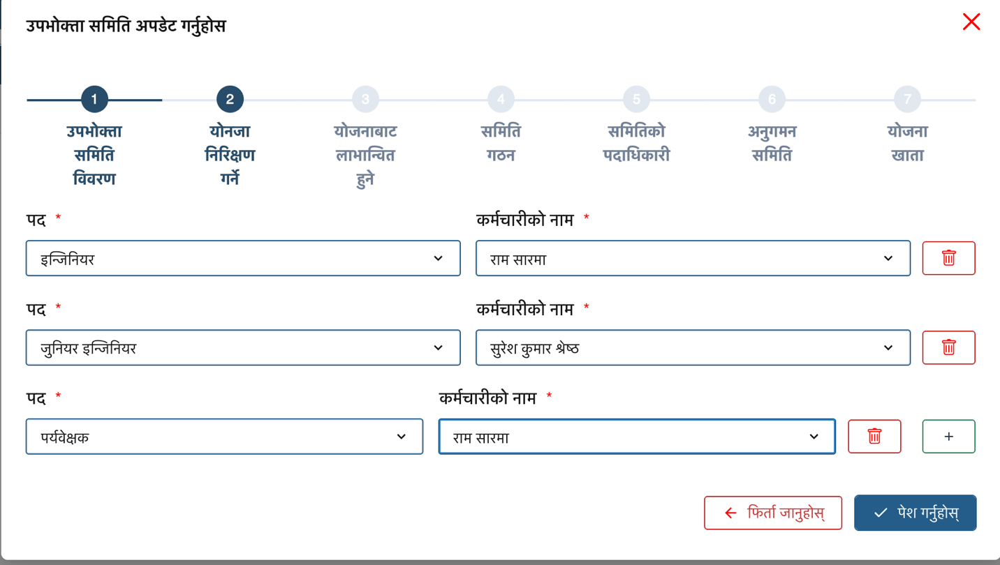 उपभोक्ता समिति अपडेट गर्नुहोस
1 2 3 4 5 6 7
उपभोक्ता समिति विवरण
योनजा निरिक्षण गर्ने
योजनाबाट लाभान्वित हुने
समिति गठन
समितिको पदाधिकारी
अनुगमन समिति
योजना खाता
पद * कर्मचारीको नाम *
इन्जिनियर राम सारमा
पद * कर्मचारीको नाम *
जुनियर इन्जिनियर सुरेश कुमार श्रेष्ठ
पद * कर्मचारीको नाम *
पर्यवेक्षक राम सारमा +
फिर्ता जानुहोस् पेश गर्नुहोस्